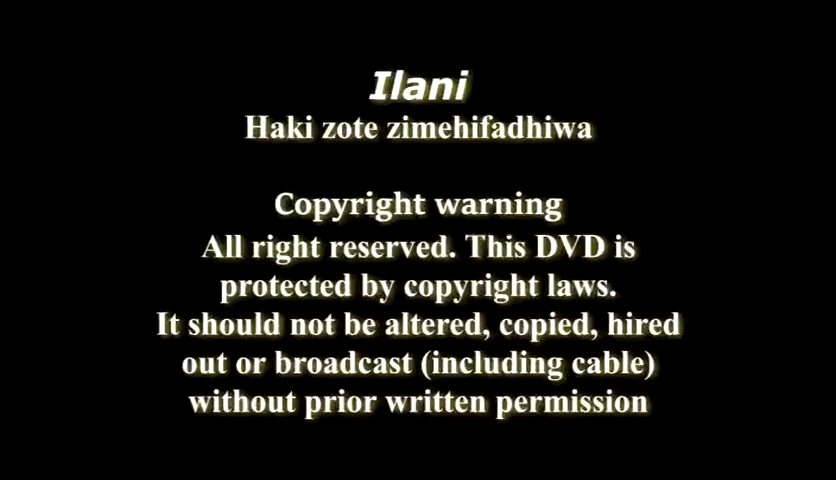 Ilani
Haki zote zimehifadhiwa
Copyright warning
All right reserved. This DVD is
protected by copyright laws.
It should not be altered, copied, hired
out or broadcast (including cable)
without prior written permission